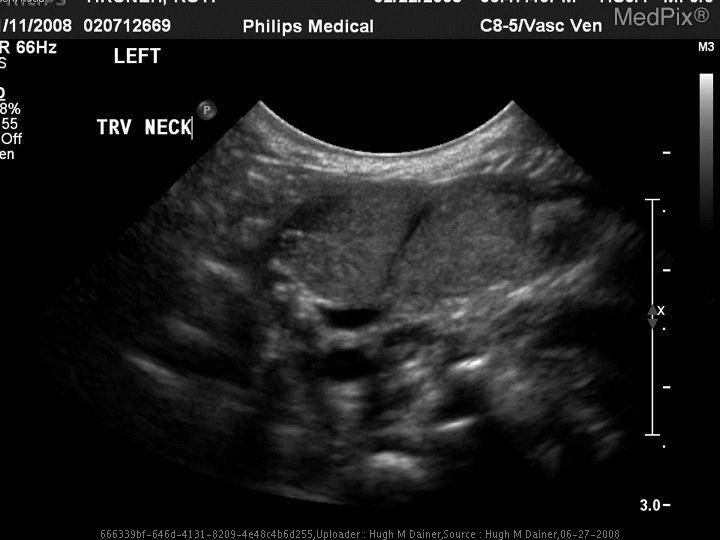 /11/2008 020712669 Philips Medical C8-5/Vasc Ven MedPix®
R 66Hz
S
M3
LEFT
8%
55
Off
en
P
TRV NECK
X
3.0
666339bf-646d-4131-8209-4e48c4b6d255,Uploader : Hugh M Dainer,Source : Hugh M Dainer,06-27-2008